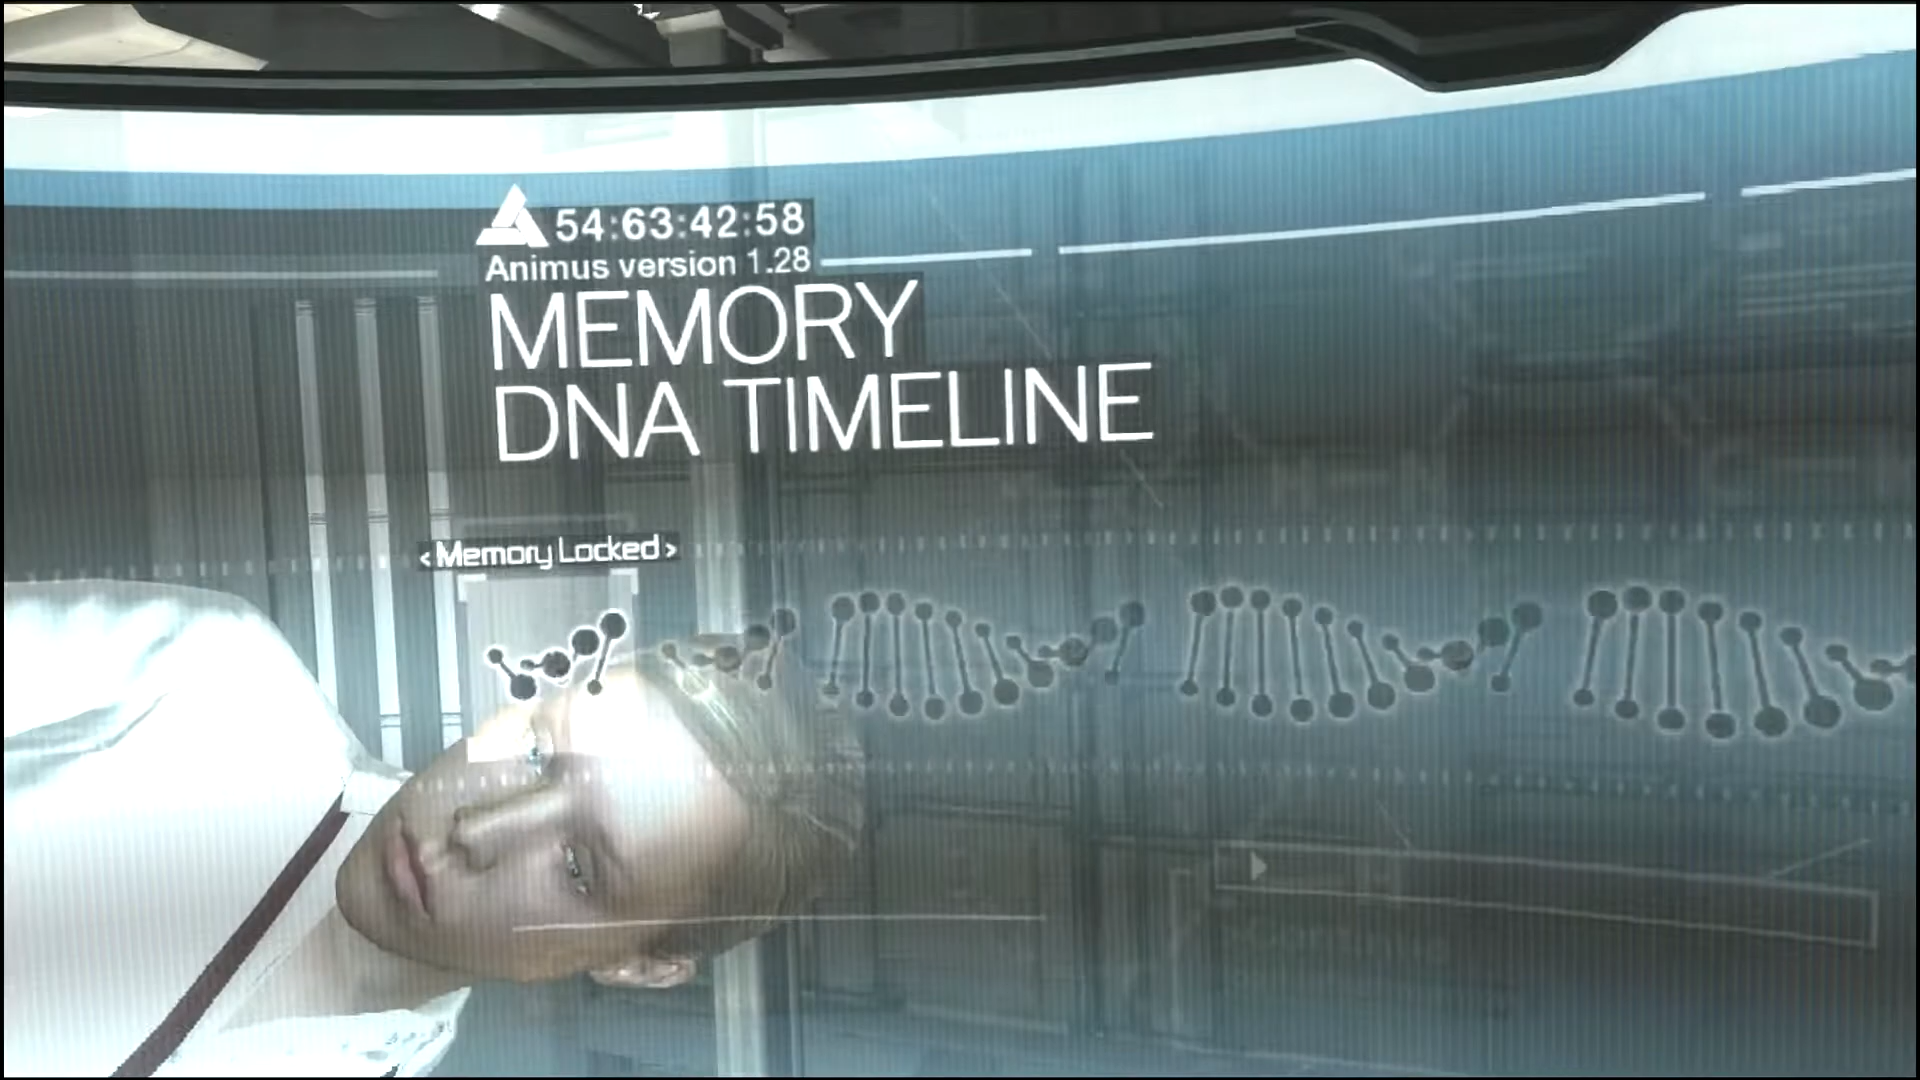 54:63:42:58
Animus version 1.28
MEMORY
DNA TIMELINE
<Memory Locked>